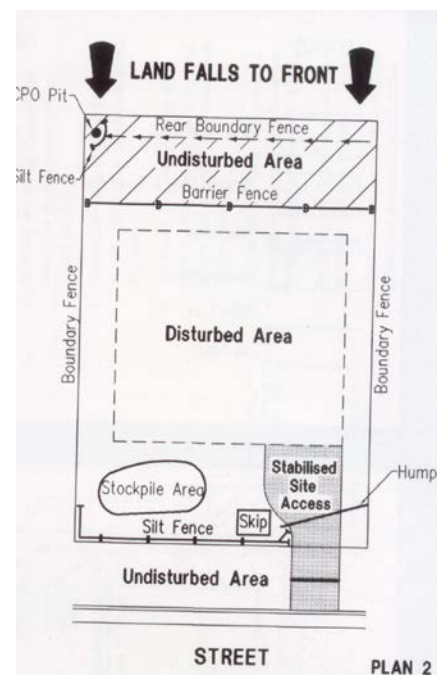 LAND FALLS TO FRONT
CPO Pit
Rear Boundary Fence
Undisturbed Area
Silt Fence
Barrier Fence
Boundary Fence
Disturbed Area
Boundary Fence
Stabilised
Site
Access
Hump
Stockpile Area
Skip
Silt Fence
Undisturbed Area
STREET
PLAN 2